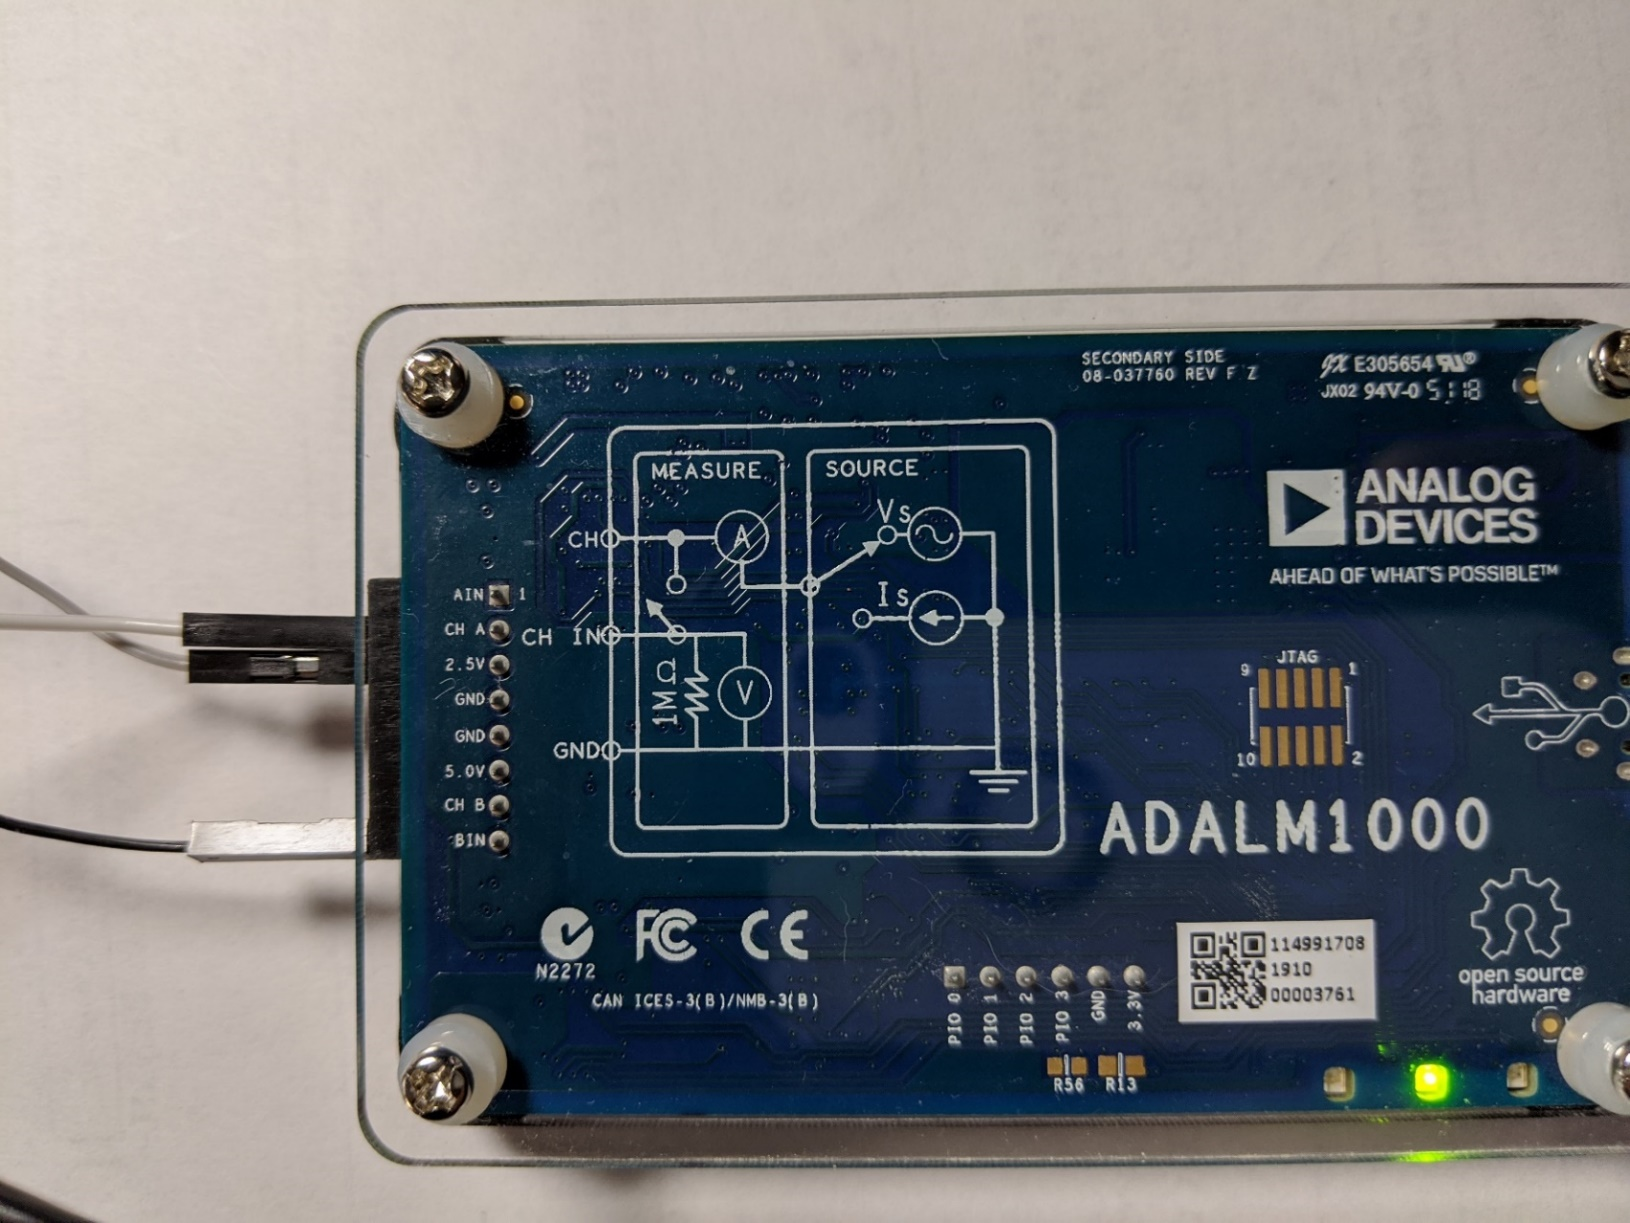 SECONDARY SIDE
08-037760 REV F Z
E305654
JX02 94V-0 5118
MEASURE
SOURCE
ANALOG
DEVICES
AHEAD OF WHAT'S POSSIBLE™
CH
A
Vs
Is
AIN 1
CH A
CH IN
2.5V
GND
GND
5.0V
CH B
BIN
1MΩ
V
GND
JTAG
9 1
10 2
ADALM1000
N2272
FC CE
CAN ICES-3(B)/NMB-3(B)
PIO 0
PIO 1
PIO 2
PIO 3
GND
3.3V
R56
R13
114991708
1910
00003761
open source
hardware